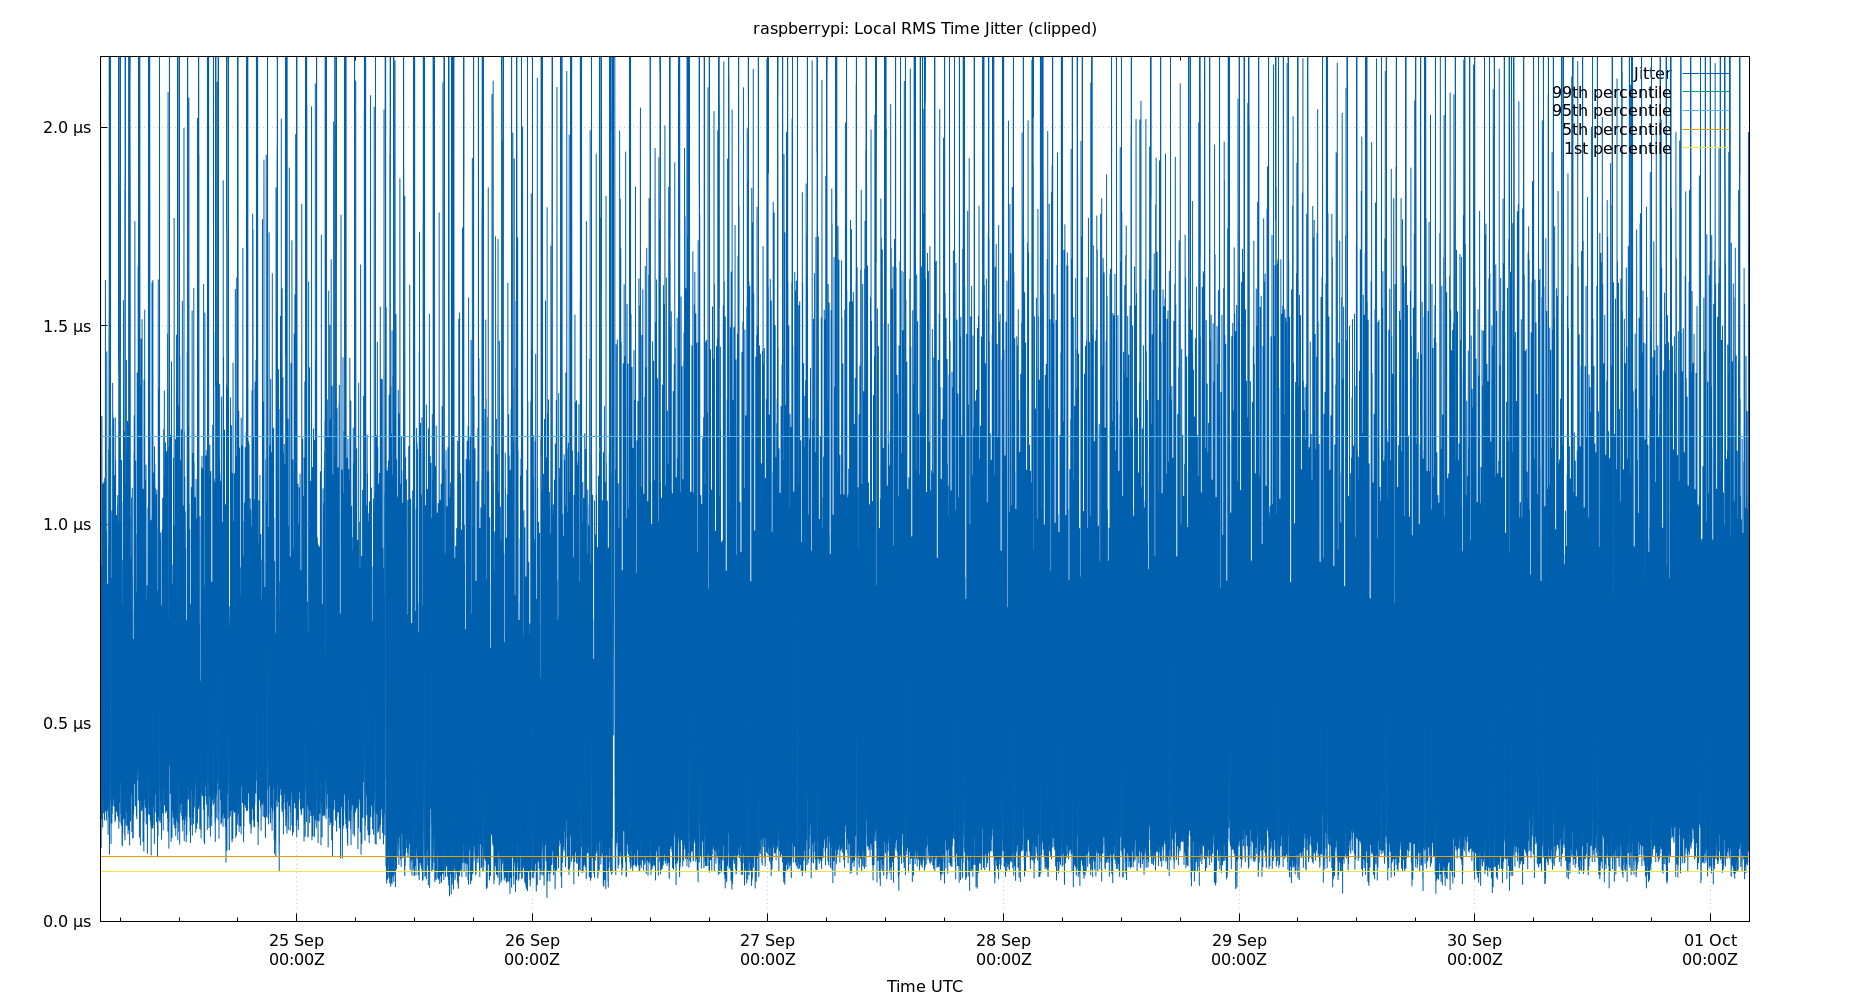 raspberrypi: Local RMS Time Jitter (clipped)
Jitter
99th percentile
95th percentile
5th percentile
1st percentile
2.0 μs
1.5 μs
1.0 μs
0.5 μs
0.0 μs
25 Sep
00:00Z
26 Sep
00:00Z
27 Sep
00:00Z
28 Sep
00:00Z
29 Sep
00:00Z
30 Sep
00:00Z
01 Oct
00:00Z
Time UTC